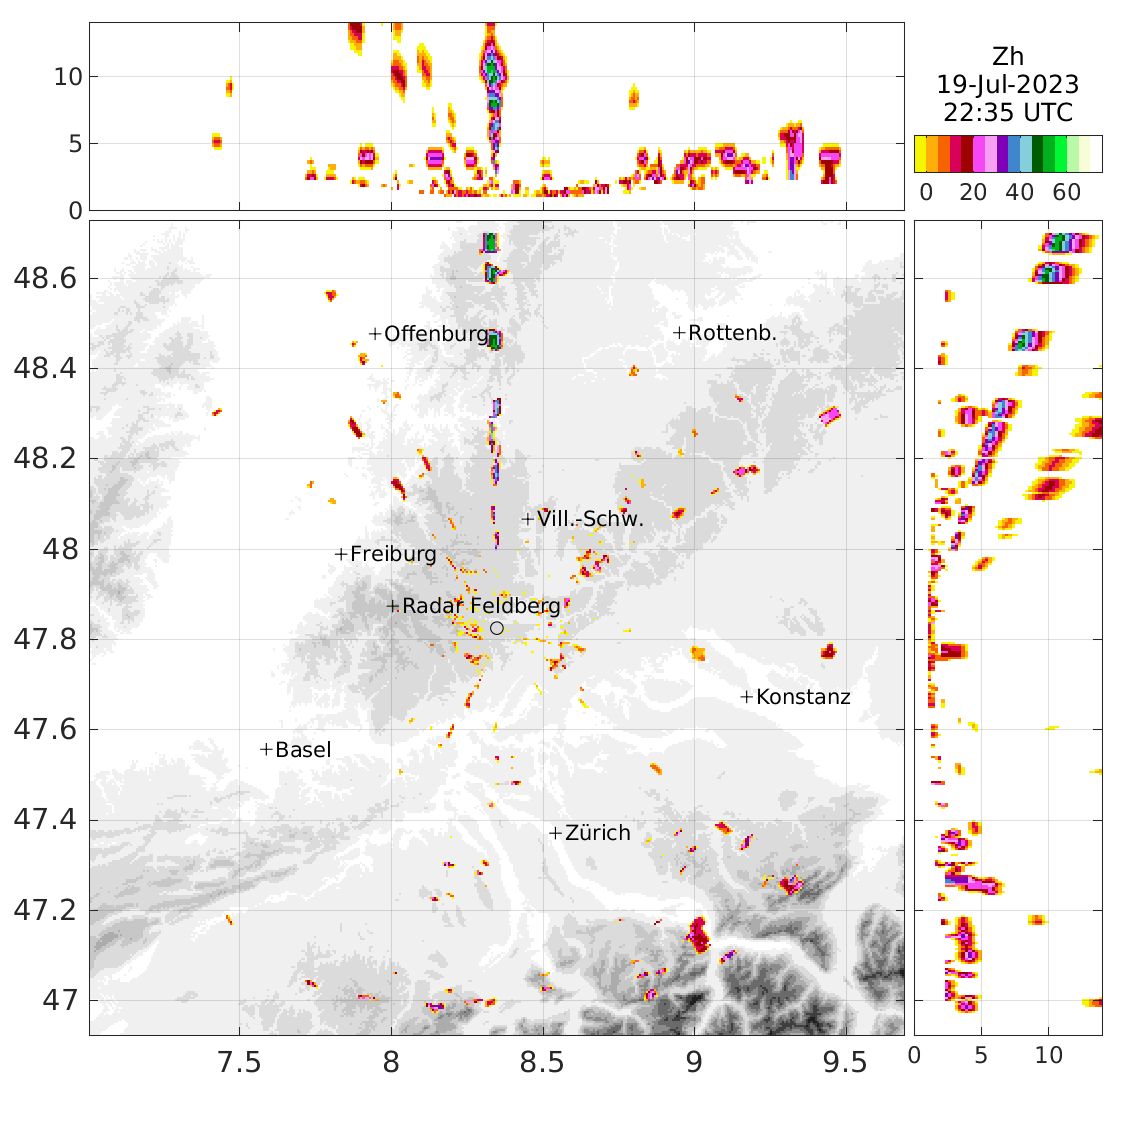 Zh
19-Jul-2023
22:35 UTC
0 20 40 60
10
5
0
48.6
48.4
48.2
48
47.8
47.6
47.4
47.2
47
+Offenburg
+Rottenb.
+Vill.-Schw.
+Freiburg
+Radar Feldberg
+Konstanz
+Basel
+Zürich
7.5 8 8.5 9 9.5
0 5 10